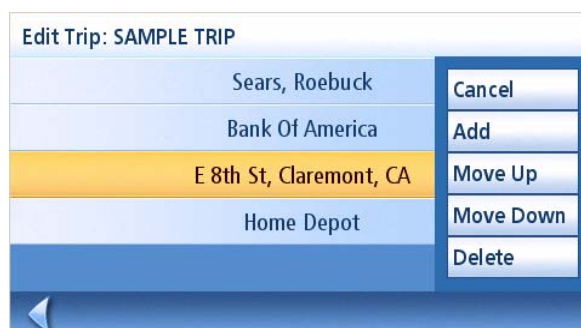 Edit Trip: SAMPLE TRIP
Sears, Roebuck
Bank Of America
E 8th St, Claremont, CA
Home Depot
Cancel
Add
Move Up
Move Down
Delete